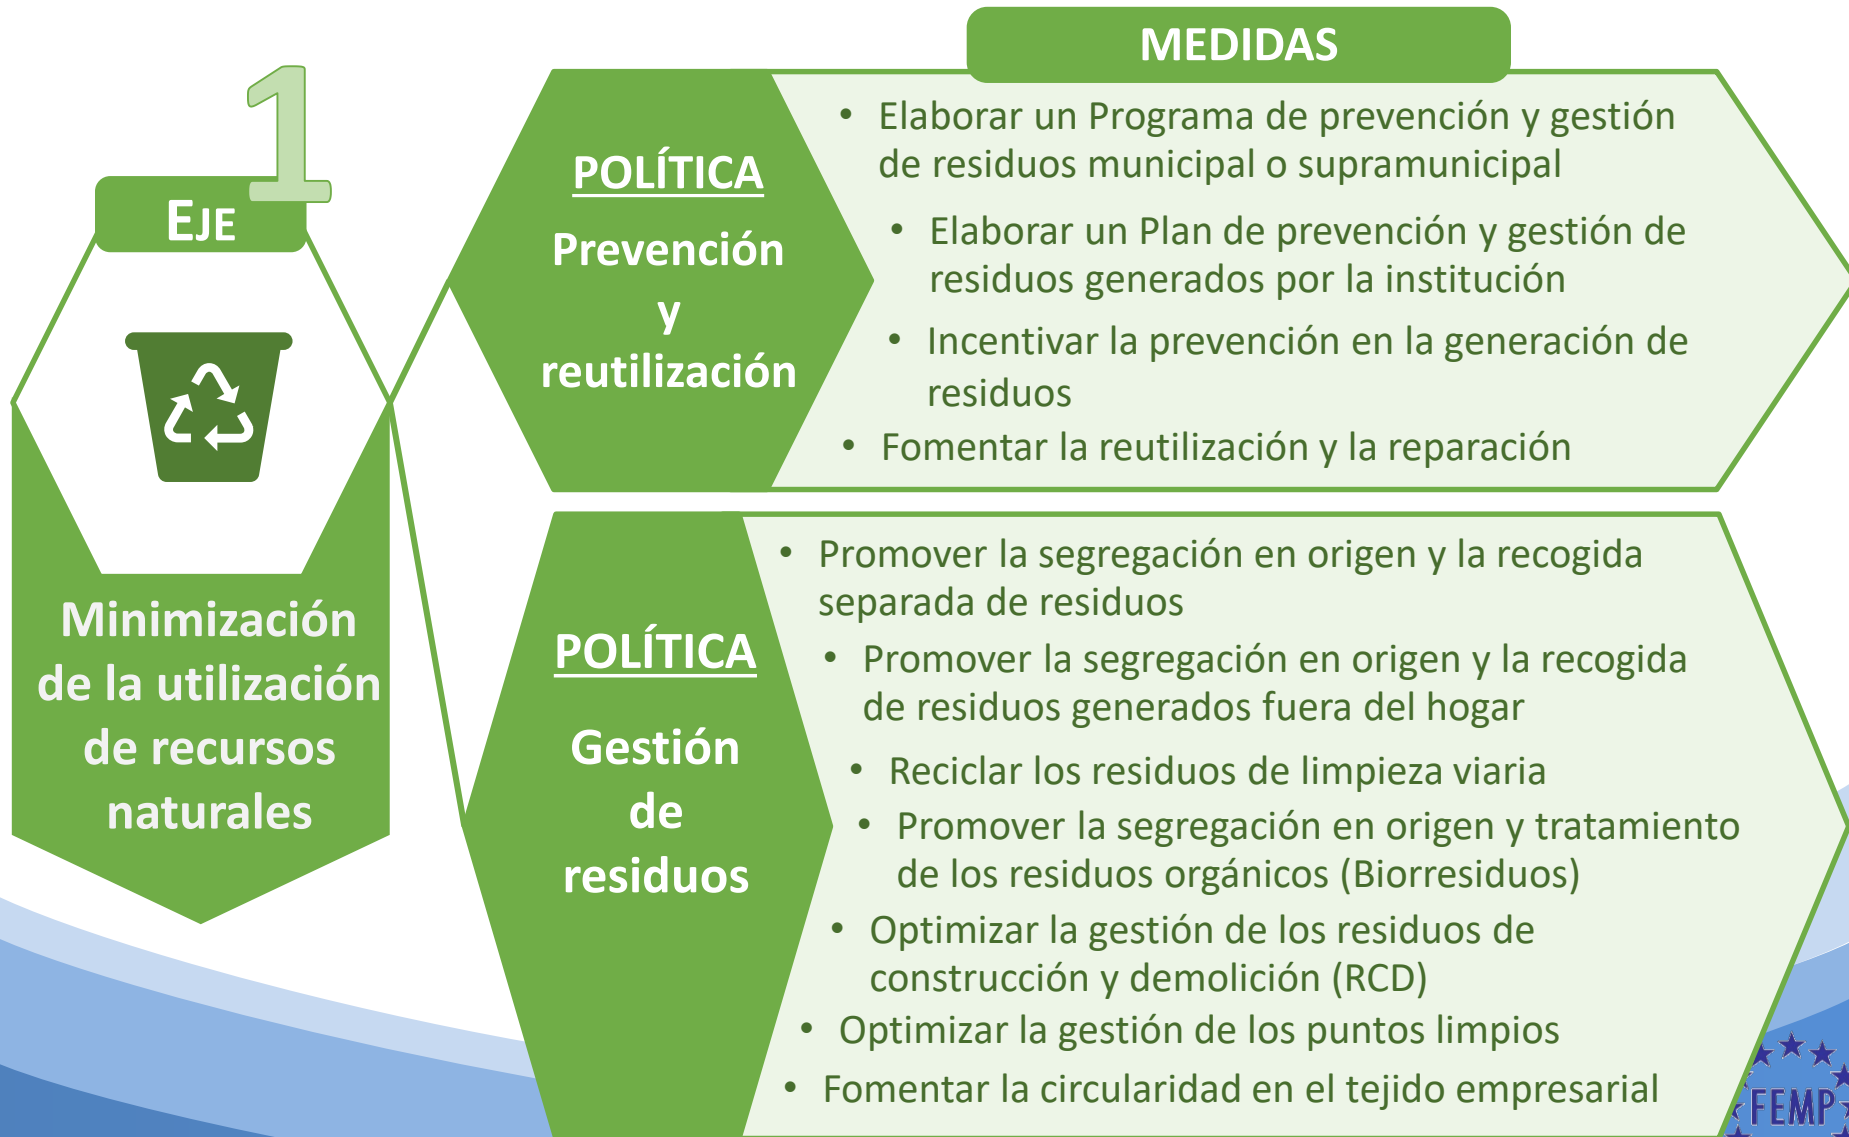 MEDIDAS
1
EJE
Minimización
de la utilización
de recursos
naturales
POLÍTICA
Prevención
y
reutilización
• Elaborar un Programa de prevención y gestión
de residuos municipal o supramunicipal
• Elaborar un Plan de prevención y gestión de
residuos generados por la institución
• Incentivar la prevención en la generación de
residuos
• Fomentar la reutilización y la reparación
POLÍTICA
Gestión
de
residuos
• Promover la segregación en origen y la recogida
separada de residuos
• Promover la segregación en origen y la recogida
de residuos generados fuera del hogar
• Reciclar los residuos de limpieza viaria
• Promover la segregación en origen y tratamiento
de los residuos orgánicos (Biorresiduos)
• Optimizar la gestión de los residuos de
construcción y demolición (RCD)
• Optimizar la gestión de los puntos limpios
• Fomentar la circularidad en el tejido empresarial
FEMP